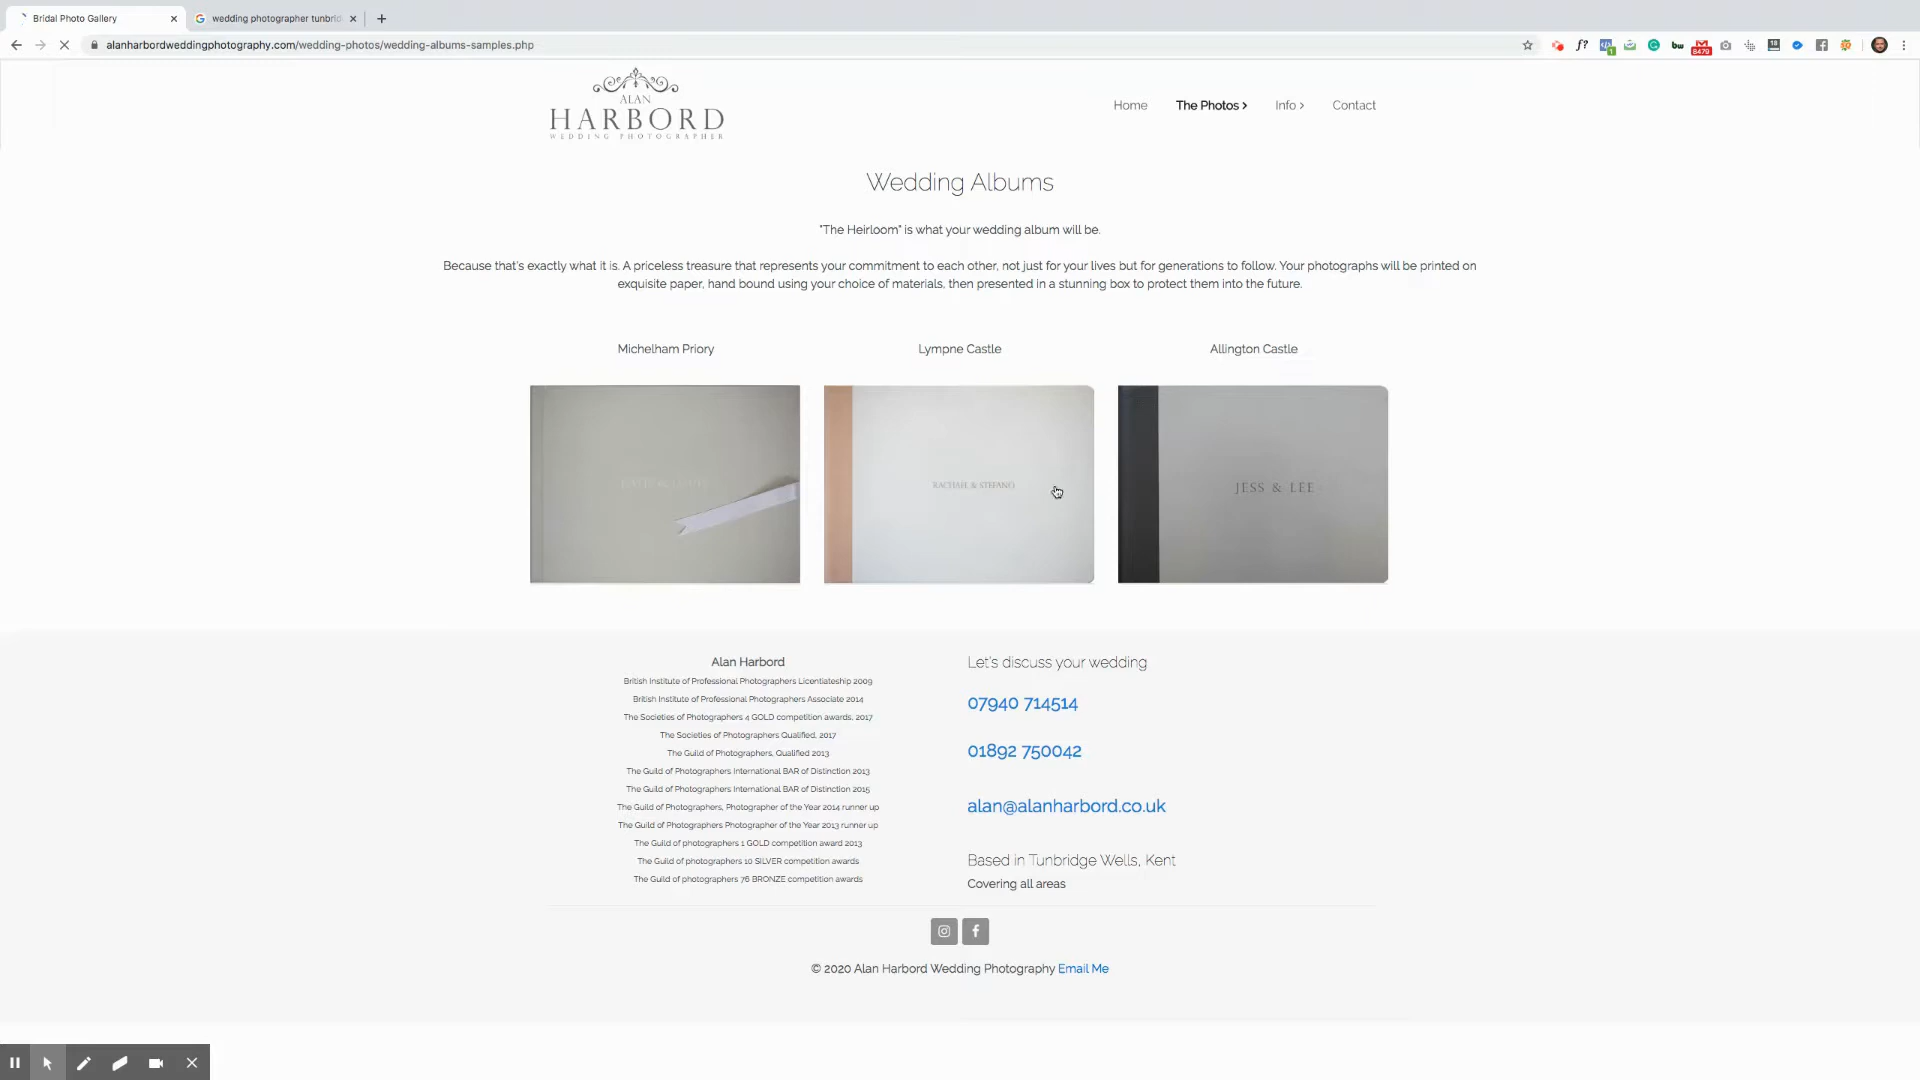 Bridal Photo Gallery
wedding photographer tunbrid
alanharbordweddingphotography.com/wedding-photos/wedding-albums-samples.php
f?
1
bw
8479
18
ALAN
HARBORD
WEDDING PHOTOGRAPHER
Home
The Photos >
Info >
Contact
Wedding Albums
"The Heirloom" is what your wedding album will be.
Because that's exactly what it is. A priceless treasure that represents your commitment to each other, not just for your lives but for generations to follow. Your photographs will be printed on
exquisite paper, hand bound using your choice of materials, then presented in a stunning box to protect them into the future.
Michelham Priory
Lympne Castle
Allington Castle
RACHAEL & STEFANO
JESS & LEE
Alan Harbord
British Institute of Professional Photographers Licentiateship 2009
British Institute of Professional Photographers Associate 2014
The Societies of Photographers 4 GOLD competition awards, 2017
The Societies of Photographers Qualified, 2017
The Guild of Photographers, Qualified 2013
The Guild of Photographers International BAR of Distinction 2013
The Guild of Photographers International BAR of Distinction 2015
The Guild of Photographers, Photographer of the Year 2014 runner up
The Guild of Photographers Photographer of the Year 2013 runner up
The Guild of photographers 1 GOLD competition award 2013
The Guild of photographers 10 SILVER competition awards
The Guild of photographers 76 BRONZE competition awards
Let's discuss your wedding
07940 714514
01892 750042
alan@alanharbord.co.uk
Based in Tunbridge Wells, Kent
Covering all areas
© 2020 Alan Harbord Wedding Photography Email Me